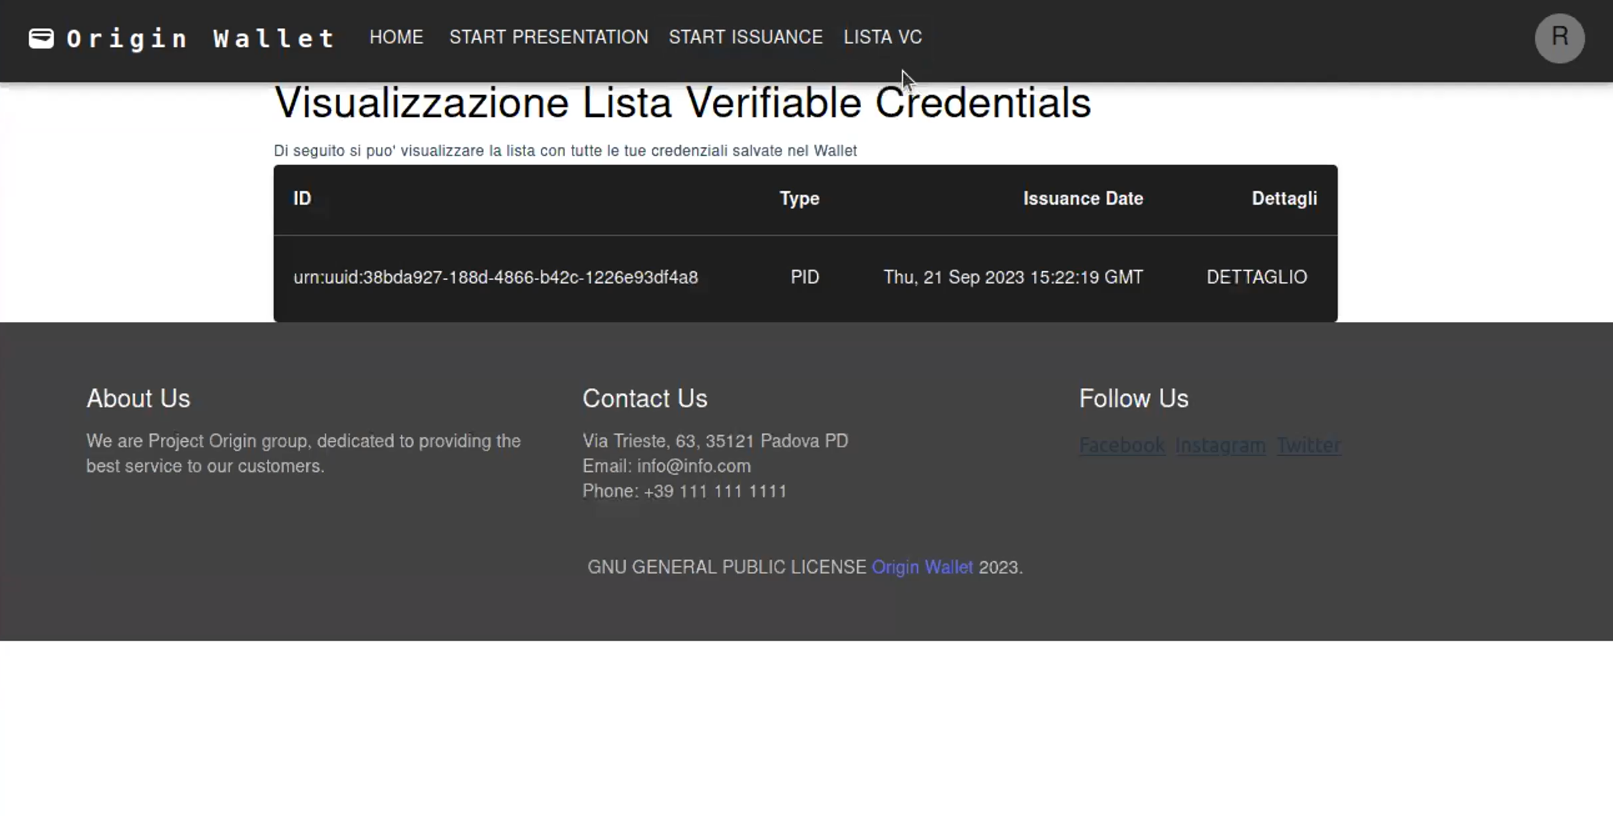 Origin Wallet HOME START PRESENTATION START ISSUANCE LISTA VC R
Visualizzazione Lista Verifiable Credentials
Di seguito si puo' visualizzare la lista con tutte le tue credenziali salvate nel Wallet
ID Type Issuance Date Dettagli
urn:uuid:38bda927-188d-4866-b42c-1226e93df4a8 PID Thu, 21 Sep 2023 15:22:19 GMT DETTAGLIO
About Us
We are Project Origin group, dedicated to providing the
best service to our customers.
Contact Us
Via Trieste, 63, 35121 Padova PD
Email: info@info.com
Phone: +39 111 111 1111
Follow Us
Facebook Instagram Twitter
GNU GENERAL PUBLIC LICENSE Origin Wallet 2023.